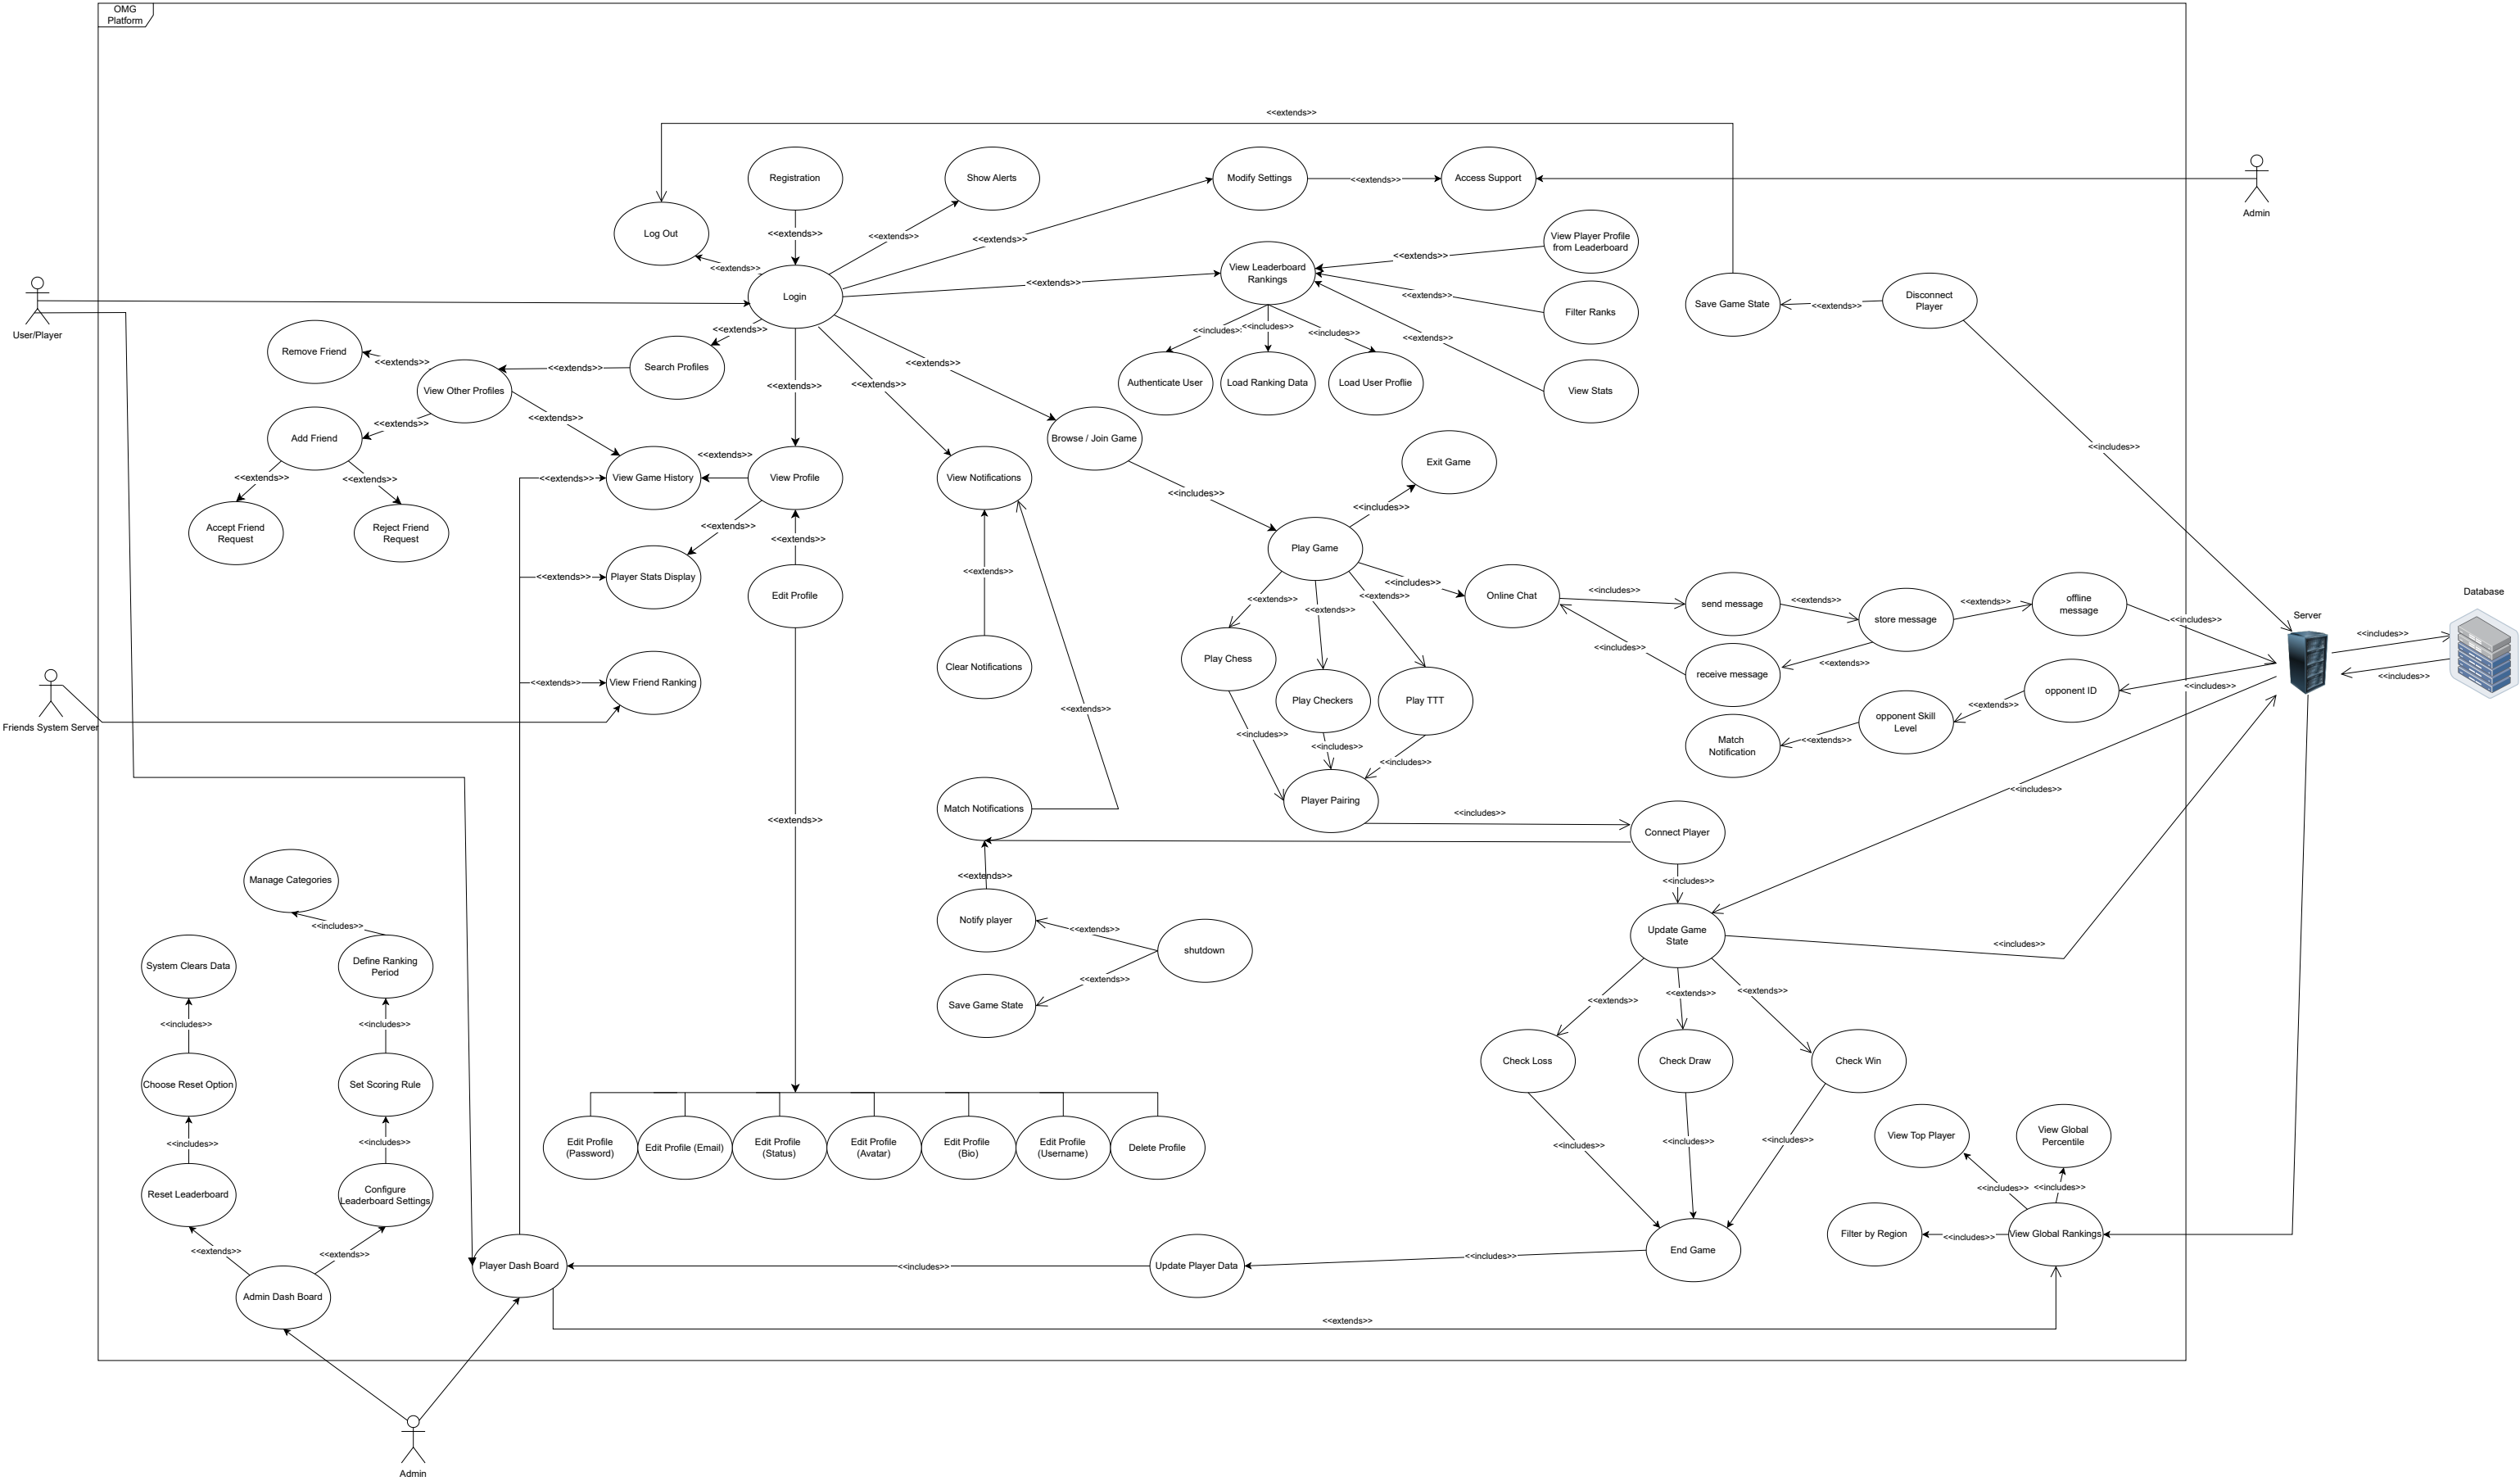 OMG
Platform
<<extends>>
Registration
Show Alerts
Modify Settings
<<extends>>
Access Support
Admin
Log Out
<<extends>>
<<extends>>
<<extends>>
<<extends>>
View Player Profile
from Leaderboard
<<extends>>
View Leaderboard
Rankings
<<extends>>
Login
<<extends>>
<<extends>>
Filter Ranks
Save Game State
<<extends>>
Disconnect
Player
User/Player
<<extends>>
<<includes>>
<<includes>>
<<includes>>
<<extends>>
Remove Friend
<<extends>>
Search Profiles
<<extends>>
View Other Profiles
<<extends>>
<<extends>>
<<extends>>
<<extends>>
Authenticate User
Load Ranking Data
Load User Proflie
View Stats
Add Friend
<<extends>>
<<extends>>
Browse / Join Game
<<includes>>
<<extends>>
<<extends>>
<<extends>>
<<extends>>
View Game History
View Profile
View Notifications
Exit Game
<<includes>>
<<includes>>
Accept Friend
Request
Reject Friend
Request
<<extends>>
<<extends>>
Play Game
<<extends>>
Player Stats Display
Edit Profile
<<extends>>
<<includes>>
Online Chat
<<includes>>
send message
<<extends>>
store message
<<extends>>
offline
message
<<includes>>
Server
Database
<<extends>>
<<extends>>
<<extends>>
<<includes>>
<<extends>>
receive message
<<includes>>
<<includes>>
Play Chess
Play Checkers
Play TTT
Clear Notifications
opponent ID
<<includes>>
<<extends>>
View Friend Ranking
<<extends>>
opponent Skill
Level
<<extends>>
Match
Notification
Friends System Server
<<extends>>
<<includes>>
<<includes>>
<<includes>>
Player Pairing
<<includes>>
<<includes>>
Match Notifications
Connect Player
<<extends>>
<<extends>>
<<includes>>
Manage Categories
<<includes>>
Notify player
<<extends>>
shutdown
<<extends>>
Save Game State
Update Game
State
<<includes>>
System Clears Data
Define Ranking
Period
<<extends>>
<<extends>>
<<extends>>
<<includes>>
<<includes>>
Check Loss
Check Draw
Check Win
Choose Reset Option
Set Scoring Rule
<<includes>>
<<includes>>
Edit Profile
(Password)
Edit Profile (Email)
Edit Profile
(Status)
Edit Profile
(Avatar)
Edit Profile
(Bio)
Edit Profile
(Username)
Delete Profile
<<includes>>
<<includes>>
<<includes>>
View Top Player
View Global
Percentile
<<includes>>
<<includes>>
Reset Leaderboard
Configure
Leaderboard Settings
<<extends>>
<<extends>>
Filter by Region
<<includes>>
View Global Rankings
Admin Dash Board
Player Dash Board
<<includes>>
Update Player Data
<<includes>>
End Game
<<extends>>
Admin